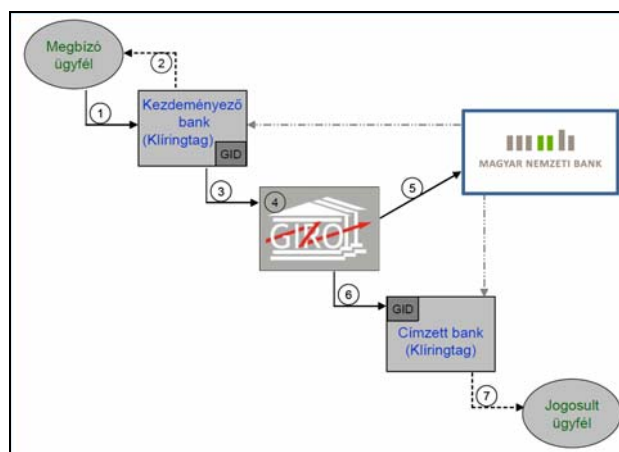 Megbízó
ügyfél
2
1
Kezdeményező
bank
(Klíringtag)
GID
MAGYAR NEMZETI BANK
3
4
5
GIRO
6
GID
Címzett bank
(Klíringtag)
7
Jogosult
ügyfél